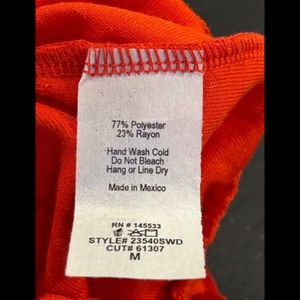 77% Polyester
23% Rayon
Hand Wash Cold
Do Not Bleach
Hang or Line Dry
Made in Mexico
RN # 145533
STYLE# 23540SWD
CUT# 61307
M